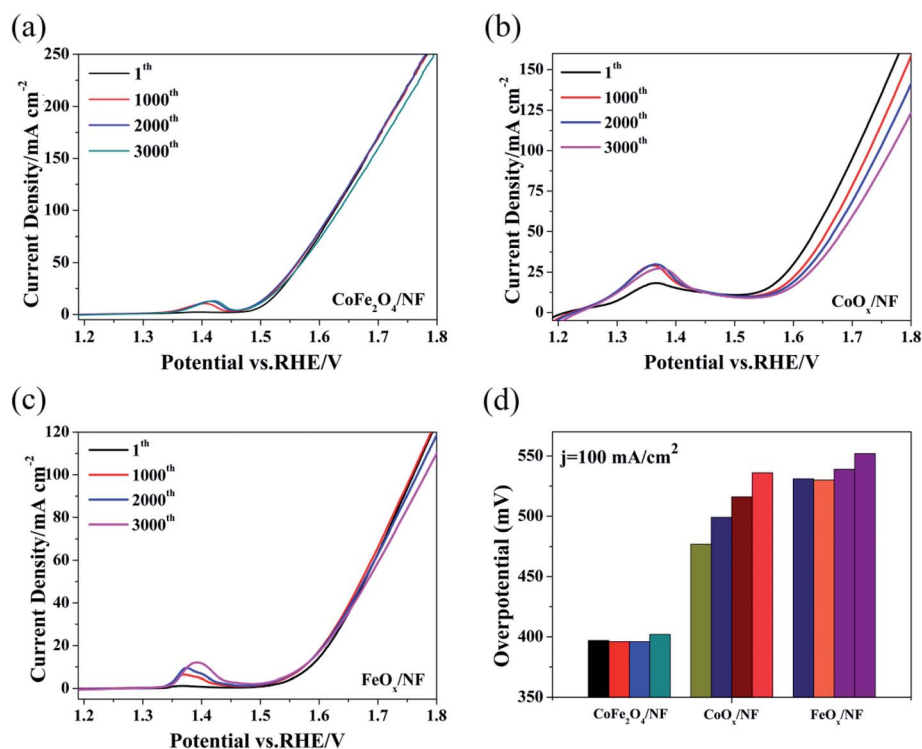 (a)
250
200
150
100
50
0
1.2 1.3 1.4 1.5 1.6 1.7 1.8
Current Density/mA cm⁻²
Potential vs.RHE/V
1ᵗʰ
1000ᵗʰ
2000ᵗʰ
3000ᵗʰ
CoFe₂O₄/NF
(b)
150
125
100
75
50
25
0
1.2 1.3 1.4 1.5 1.6 1.7 1.8
Current Density/mA cm⁻²
Potential vs.RHE/V
1ᵗʰ
1000ᵗʰ
2000ᵗʰ
3000ᵗʰ
CoOₓ/NF
(c)
120
100
80
60
40
20
0
1.2 1.3 1.4 1.5 1.6 1.7 1.8
Current Density/mA cm⁻²
Potential vs.RHE/V
1ᵗʰ
1000ᵗʰ
2000ᵗʰ
3000ᵗʰ
FeOₓ/NF
(d)
j=100 mA/cm²
550
500
450
400
350
Overpotential (mV)
CoFe₂O₄/NF CoOₓ/NF FeOₓ/NF